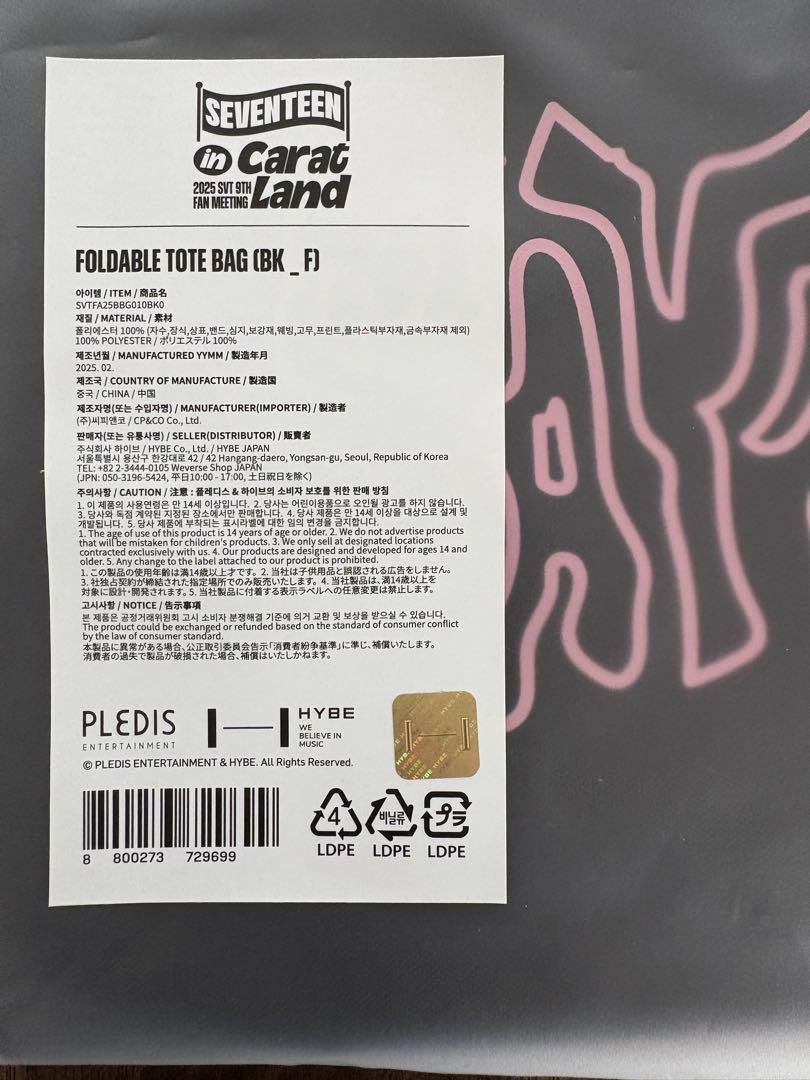 SEVENTEEN
in Carat
2025 SVT 9TH
FAN MEETING Land
FOLDABLE TOTE BAG (BK _ F)
아이템 / ITEM / 商品名
SVTFA25BBG010BK0
재질 / MATERIAL / 素材
폴리에스터 100% (자수,장식,상표,밴드,심지,보강재,웨빙,고무,프린트,플라스틱부자재,금속부자재 제외)
100% POLYESTER / ポリエステル 100%
제조년월 / MANUFACTURED YYMM / 製造年月
2025. 02.
제조국 / COUNTRY OF MANUFACTURE / 製造国
중국 / CHINA / 中国
제조자명(또는 수입자명) / MANUFACTURER(IMPORTER) / 製造者
(주)씨피앤코 / CP&CO Co., Ltd.
판매자(또는 유통사명) / SELLER(DISTRIBUTOR) / 販賣者
주식회사 하이브 / HYBE Co., Ltd. / HYBE JAPAN
서울특별시 용산구 한강대로 42 / 42 Hangang-daero, Yongsan-gu, Seoul, Republic of Korea
TEL: +82 2-3444-0105 Weverse Shop JAPAN
(JPN: 050-3196-5424, 平日10:00 - 17:00, 土日祝日を除く)
주의사항 / CAUTION / 注意 : 플레디스 & 하이브의 소비자 보호를 위한 판매 방침
1. 이 제품의 사용연령은 만 14세 이상입니다. 2. 당사는 어린이용품으로 오인될 광고를 하지 않습니다.
3. 당사와 독점 계약된 지정된 장소에서만 판매합니다. 4. 당사 제품은 만 14세 이상을 대상으로 설계 및
개발됩니다. 5. 당사 제품에 부착되는 표시라벨에 대한 임의 변경을 금지합니다.
1. The age of use of this product is 14 years of age or older. 2. We do not advertise products
that will be mistaken for children's products. 3. We only sell at designated locations
contracted exclusively with us. 4. Our products are designed and developed for ages 14 and
older. 5. Any change to the label attached to our product is prohibited.
1. この製品の使用年齢は満14歳以上才です。2. 当社は子供用品と誤認される広告をしません。
3. 社独占契約が締結された指定場所でのみ販売いたします。4. 当社製品は、満14歳以上を
対象に設計・開発されます。5. 当社製品に付着する表示ラベルへの任意変更は禁止します。
고시사항 / NOTICE / 告示事項
본 제품은 공정거래위원회 고시 소비자 분쟁해결 기준에 의거 교환 및 보상을 받으실 수 있습니다.
The product could be exchanged or refunded based on the standard of consumer conflict
by the law of consumer standard.
本製品に異常がある場合、公正取引委員会告示「消費者紛争基準」に準じ、補償いたします。
消費者の過失で製品が破損された場合、補償はいたしかねます。
PLEDIS
ENTERTAINMENT
HYBE
WE
BELIEVE IN
MUSIC
© PLEDIS ENTERTAINMENT & HYBE. All Rights Reserved.
HYBE
8 800273 729699
4 비닐류 プラ
LDPE LDPE LDPE